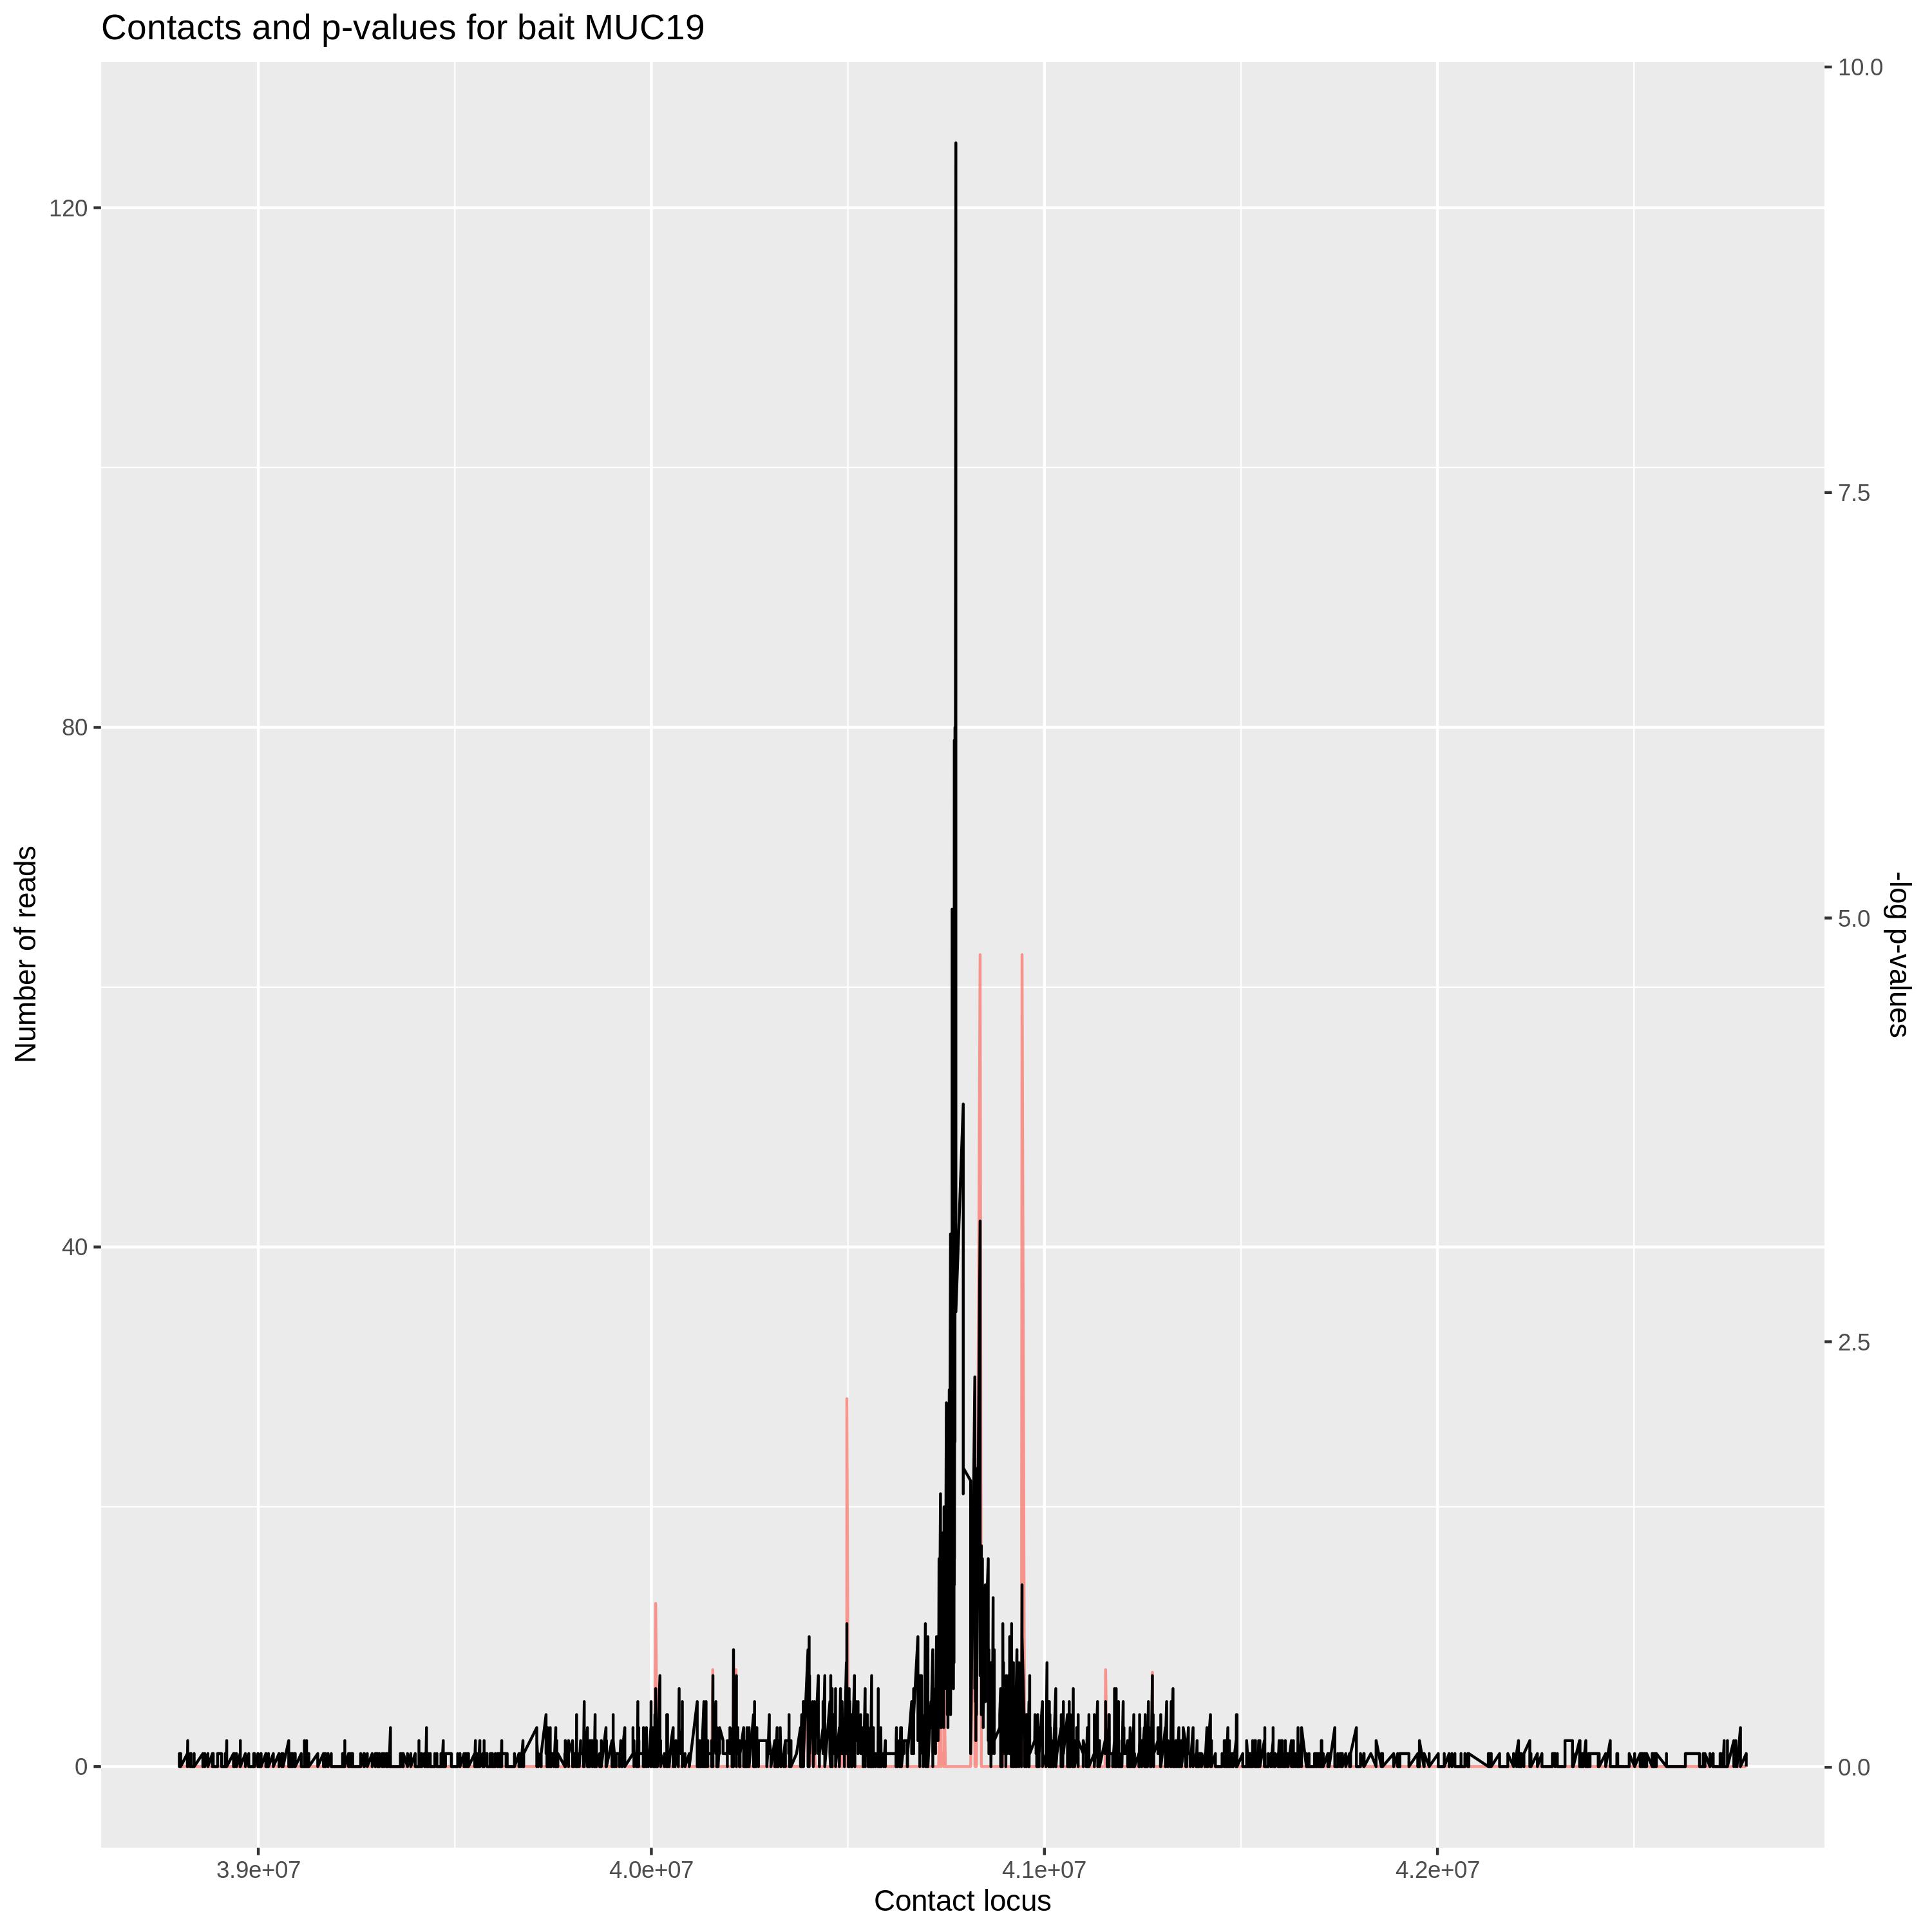 Contacts and p-values for bait MUC19
10.0
120
7.5
80
Number of reads
5.0
-log p-values
40
2.5
0
0.0
3.9e+07 4.0e+07 4.1e+07 4.2e+07
Contact locus